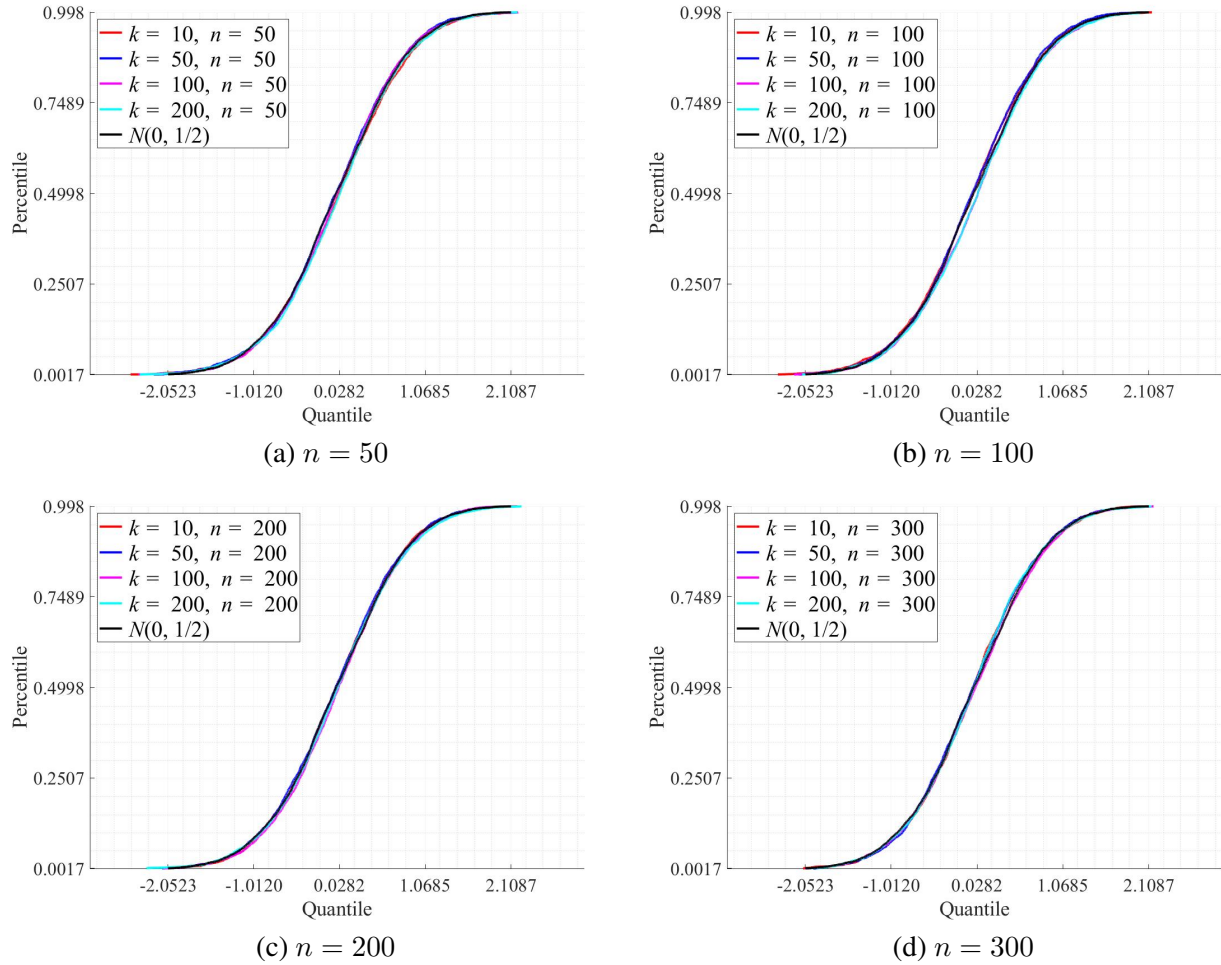 0.998
k = 10, n = 50
k = 50, n = 50
k = 100, n = 50
k = 200, n = 50
N(0, 1/2)
0.7489
0.4998
0.2507
0.0017
Percentile
-2.0523 -1.0120 0.0282 1.0685 2.1087
Quantile
(a) n = 50
0.998
k = 10, n = 100
k = 50, n = 100
k = 100, n = 100
k = 200, n = 100
N(0, 1/2)
0.7489
0.4998
0.2507
0.0017
Percentile
-2.0523 -1.0120 0.0282 1.0685 2.1087
Quantile
(b) n = 100
0.998
k = 10, n = 200
k = 50, n = 200
k = 100, n = 200
k = 200, n = 200
N(0, 1/2)
0.7489
0.4998
0.2507
0.0017
Percentile
-2.0523 -1.0120 0.0282 1.0685 2.1087
Quantile
(c) n = 200
0.998
k = 10, n = 300
k = 50, n = 300
k = 100, n = 300
k = 200, n = 300
N(0, 1/2)
0.7489
0.4998
0.2507
0.0017
Percentile
-2.0523 -1.0120 0.0282 1.0685 2.1087
Quantile
(d) n = 300